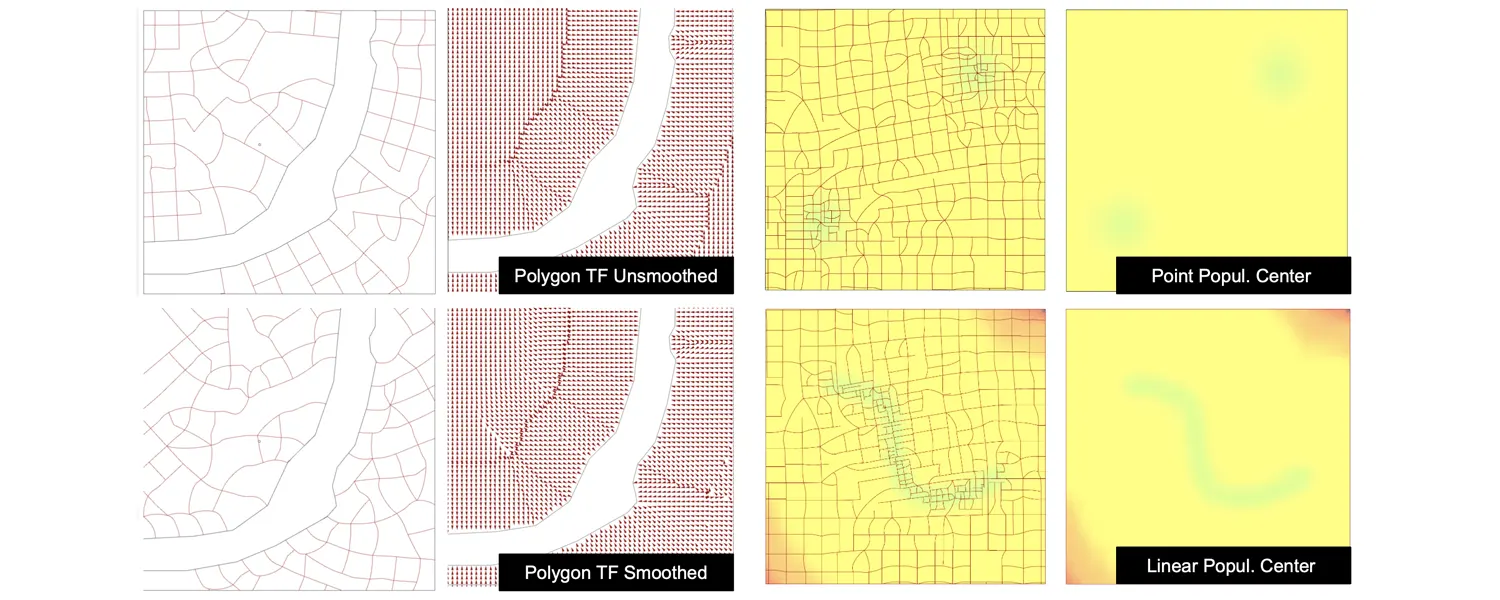 Polygon TF Unsmoothed
Point Popul. Center
Polygon TF Smoothed
Linear Popul. Center